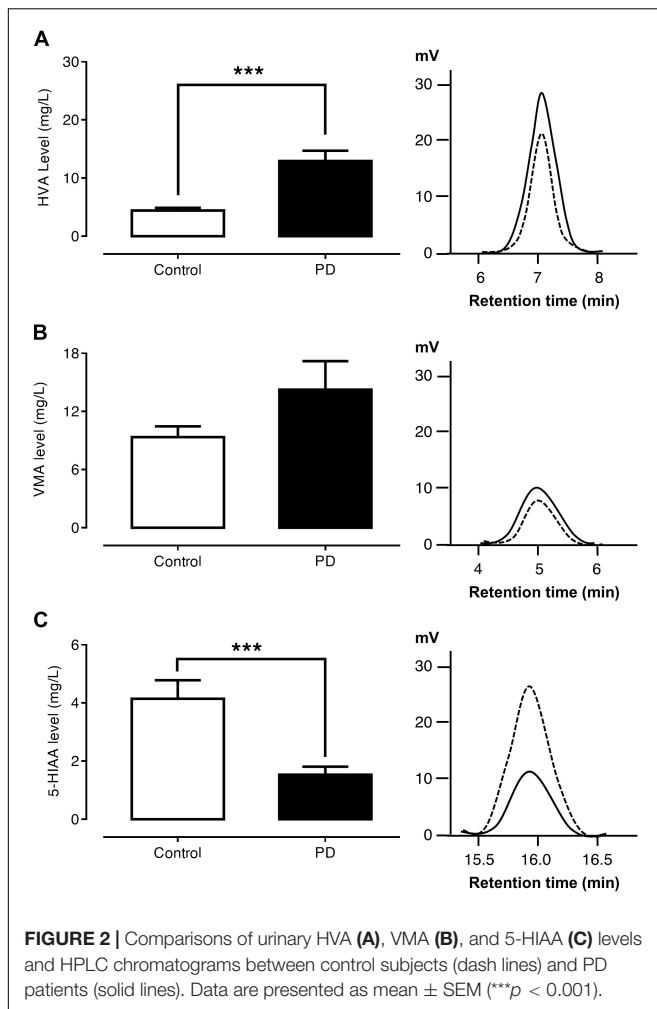 A
HVA Level (mg/L)
30
20
10
0
***
Control
PD
mV
30
20
10
0
6
7
8
Retention time (min)
B
VMA level (mg/L)
18
12
6
0
Control
PD
mV
30
20
10
0
4
5
6
Retention time (min)
C
5-HIAA level (mg/L)
6
4
2
0
***
Control
PD
mV
30
20
10
0
15.5
16.0
16.5
Retention time (min)
FIGURE 2 | Comparisons of urinary HVA (A), VMA (B), and 5-HIAA (C) levels
and HPLC chromatograms between control subjects (dash lines) and PD
patients (solid lines). Data are presented as mean ± SEM (***p < 0.001).